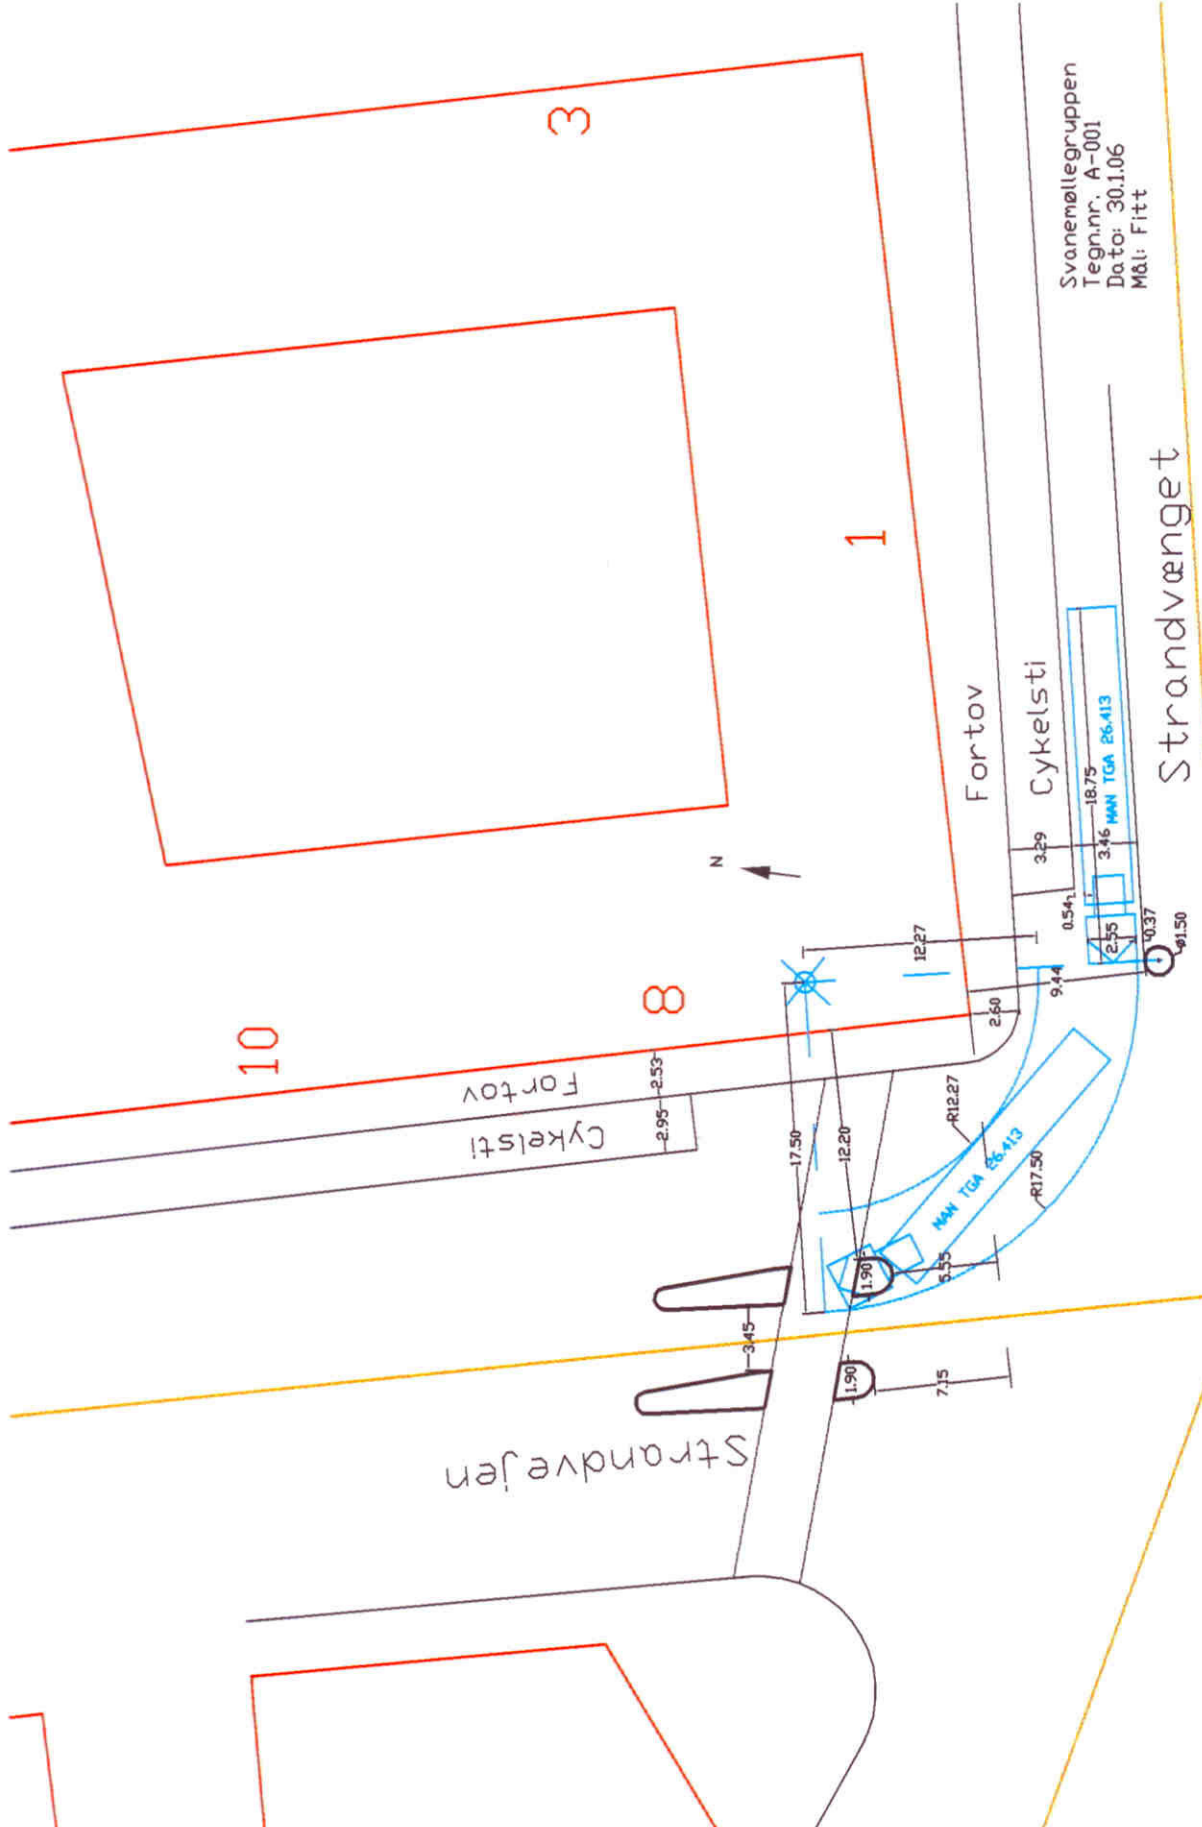 3
Svanemøllegruppen
Tegn.nr. A-001
Dato: 30.1.06
Mål: Fitt
1
Strandvænget
Fortov
Cykelsti
3.29
18.75
3.46
MAN TGA 26.413
0.54
2.55
0.37
ø1.50
N
12.27
9.44
2.60
8
10
Fortov
2.53
2.95
Cykelsti
17.50
12.20
R12.27
R17.50
MAN TGA 26.413
1.90
5.55
3.45
1.90
7.15
Strandvejen